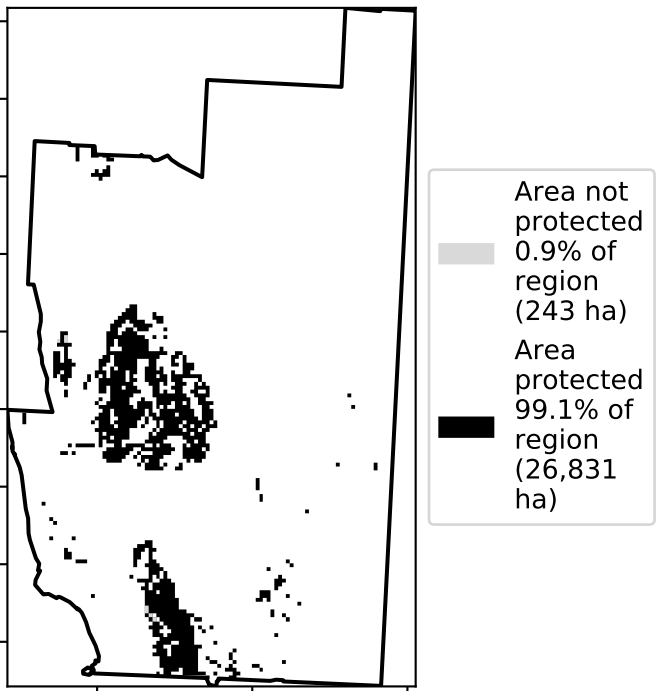 Area not
protected
0.9% of
region
(243 ha)
Area
protected
99.1% of
region
(26,831
ha)